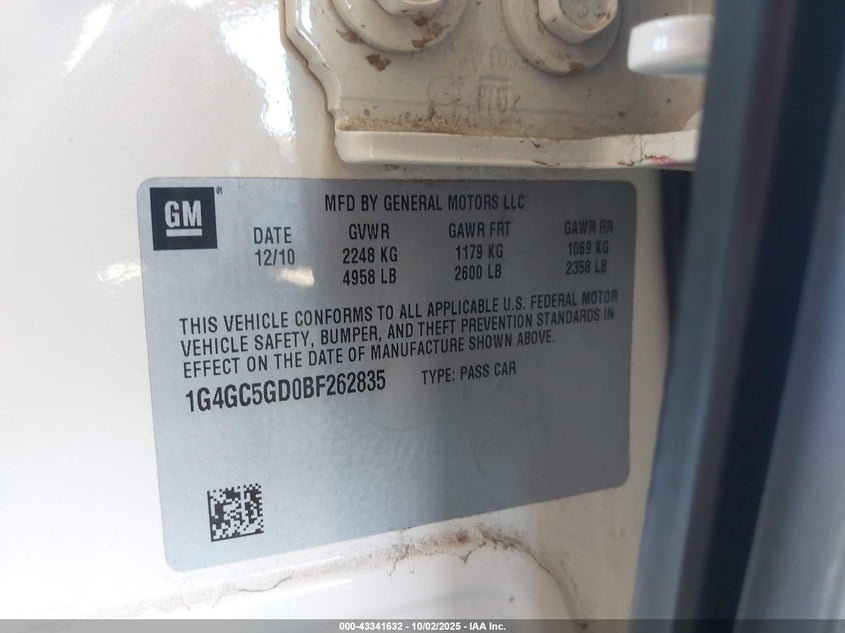 GM
MFD BY GENERAL MOTORS LLC
DATE GVWR GAWR FRT GAWR RR
12/10 2248 KG 1179 KG 1069 KG
4958 LB 2600 LB 2358 LB
THIS VEHICLE CONFORMS TO ALL APPLICABLE U.S. FEDERAL MOTOR
VEHICLE SAFETY, BUMPER, AND THEFT PREVENTION STANDARDS IN
EFFECT ON THE DATE OF MANUFACTURE SHOWN ABOVE.
1G4GC5GD0BF262835 TYPE: PASS CAR
000-43341632 - 10/02/2025 - IAA Inc.